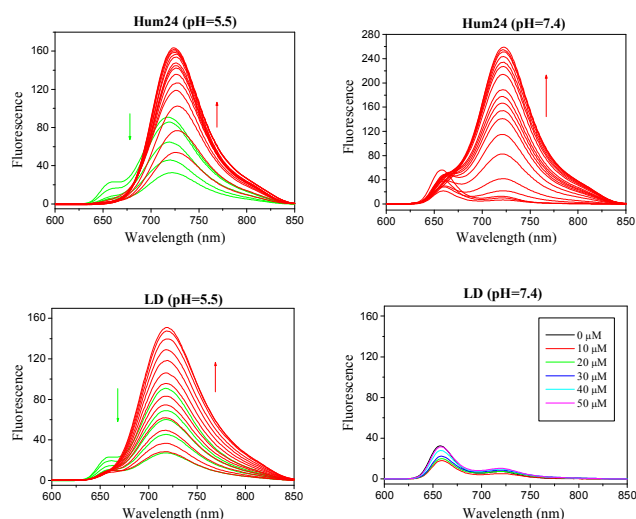 Hum24 (pH=5.5)
160
120
80
40
0
Fluorescence
600 650 700 750 800 850
Wavelength (nm)
Hum24 (pH=7.4)
280
240
200
160
120
80
40
0
Fluorescence
600 650 700 750 800 850
Wavelength (nm)
LD (pH=5.5)
160
120
80
40
0
Fluorescence
600 650 700 750 800 850
Wavelength (nm)
LD (pH=7.4)
160
120
80
40
0
Fluorescence
0 µM
10 µM
20 µM
30 µM
40 µM
50 µM
600 650 700 750 800 850
Wavelength (nm)